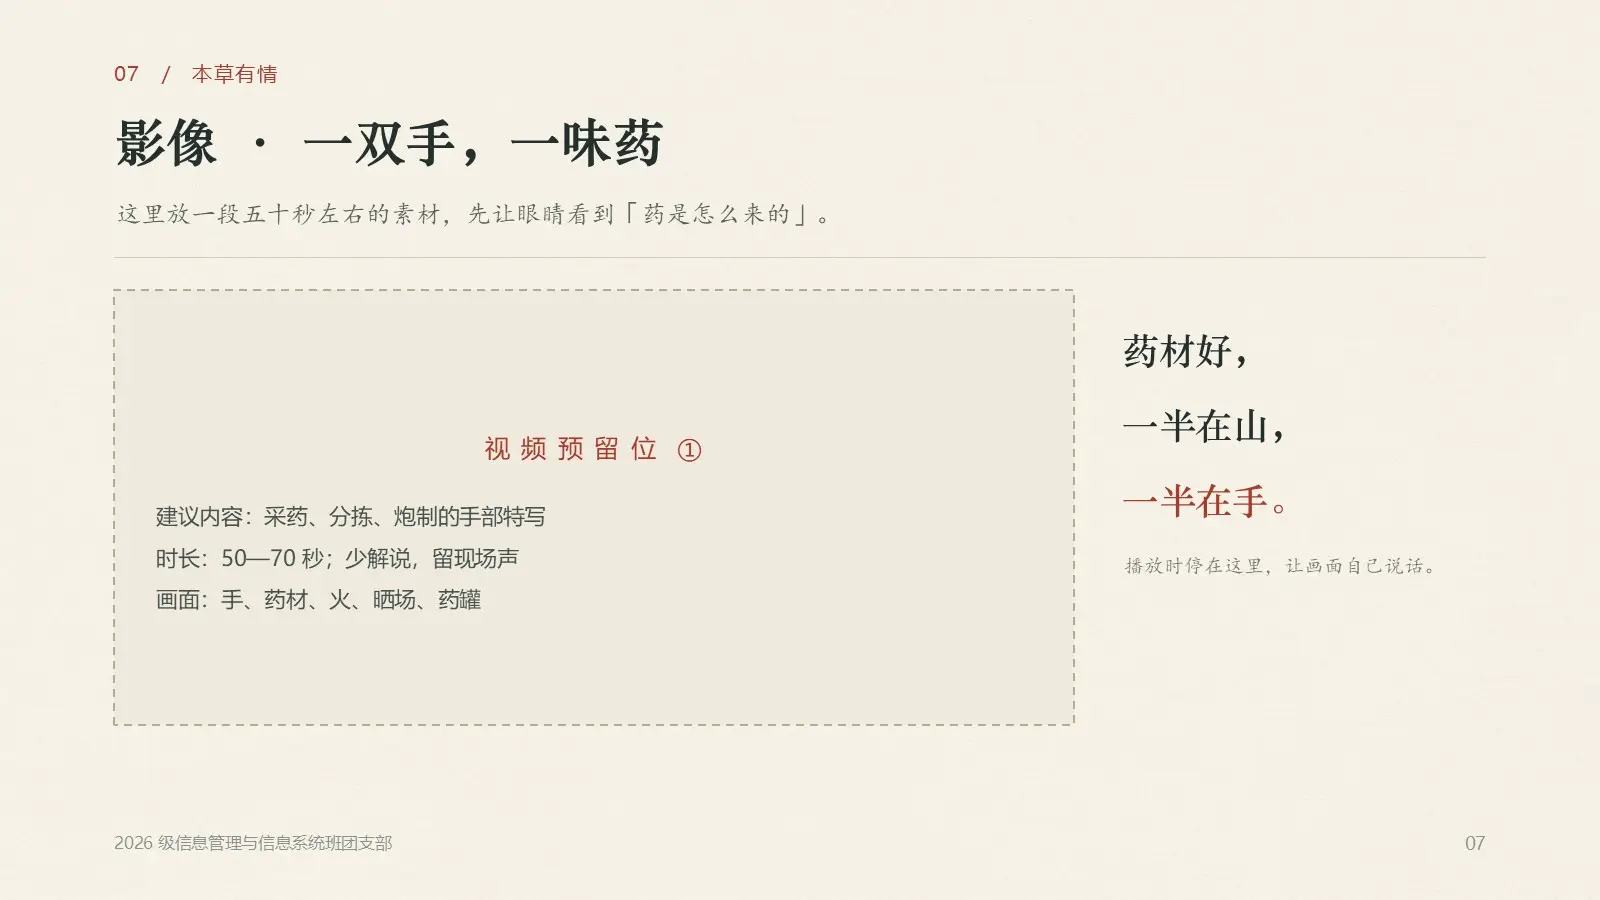 07 / 本草有情
影像 · 一双手，一味药
这里放一段五十秒左右的素材，先让眼睛看到「药是怎么来的」。
视频预留位 ①
建议内容：采药、分拣、炮制的手部特写
时长：50—70 秒；少解说，留现场声
画面：手、药材、火、晒场、药罐
药材好，
一半在山，
一半在手。
播放时停在这里，让画面自己说话。
2026 级信息管理与信息系统班团支部
07